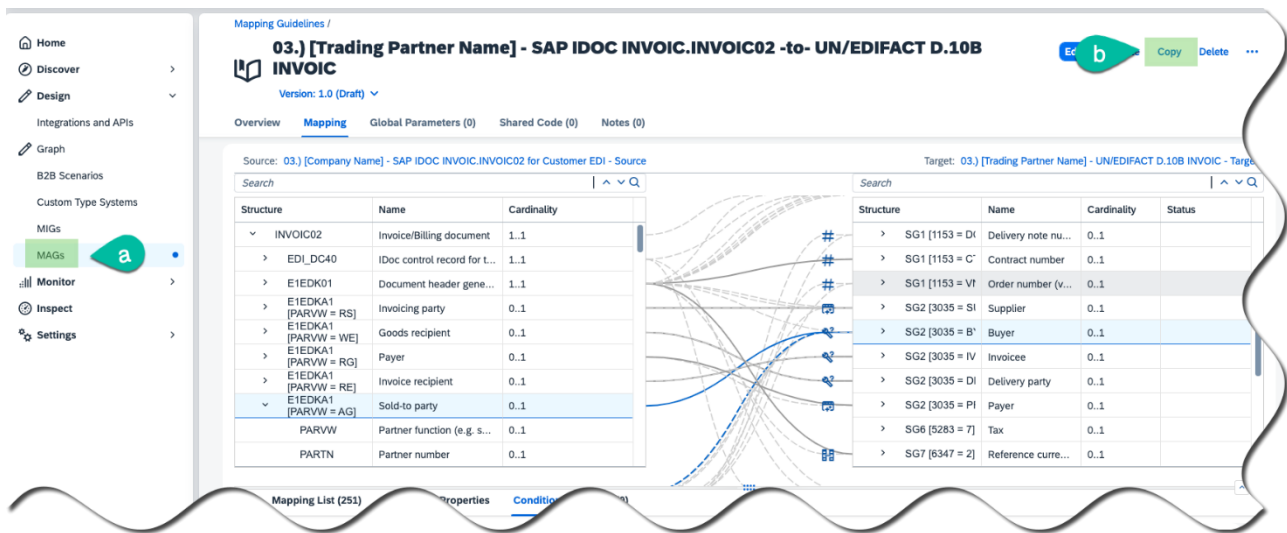 Home
Discover
Design
Integrations and APIs
Graph
B2B Scenarios
Custom Type Systems
MIGs
MAGs
a
Monitor
Inspect
Settings
Mapping Guidelines /
03.) [Trading Partner Name] - SAP IDOC INVOIC.INVOIC02 -to- UN/EDIFACT D.10B
INVOIC
b
Copy
Delete
...
Version: 1.0 (Draft)
Overview Mapping Global Parameters (0) Shared Code (0) Notes (0)
Source: 03.) [Company Name] - SAP IDOC INVOIC.INVOIC02 for Customer EDI - Source
Search
Structure Name Cardinality
INVOIC02 Invoice/Billing document 1..1
EDI_DC40 IDoc control record for t... 1..1
E1EDK01 Document header gene... 1..1
E1EDKA1
[PARVW = RS] Invoicing party 0..1
E1EDKA1
[PARVW = WE] Goods recipient 0..1
E1EDKA1
[PARVW = RG] Payer 0..1
E1EDKA1
[PARVW = RE] Invoice recipient 0..1
E1EDKA1
[PARVW = AG] Sold-to party 0..1
PARVW Partner function (e.g. s... 0..1
PARTN Partner number 0..1
Target: 03.) [Trading Partner Name] - UN/EDIFACT D.10B INVOIC - Targe
Search
Structure Name Cardinality Status
SG1 [1153 = D Delivery note nu... 0..1
SG1 [1153 = C Contract number 0..1
SG1 [1153 = V Order number (v... 0..1
SG2 [3035 = S Supplier 0..1
SG2 [3035 = B Buyer 0..1
SG2 [3035 = IV Invoicee 0..1
SG2 [3035 = D Delivery party 0..1
SG2 [3035 = P Payer 0..1
SG6 [5283 = 7] Tax 0..1
SG7 [6347 = 2] Reference curre... 0..1
Mapping List (251) Properties Condition